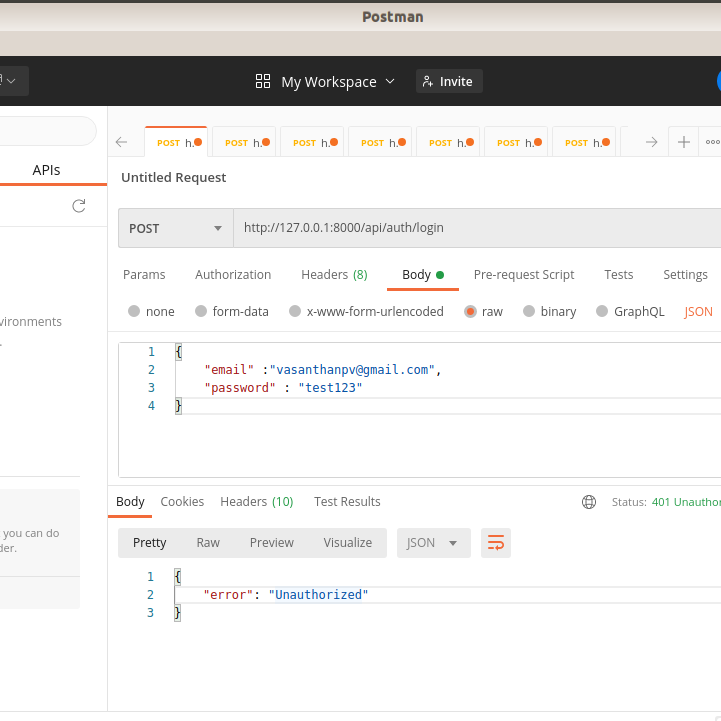 Postman
My Workspace
Invite
POST h. POST h. POST h. POST h. POST h. POST h. POST h.
APIs
Untitled Request
POST http://127.0.0.1:8000/api/auth/login
Params Authorization Headers (8) Body Pre-request Script Tests Settings
none form-data x-www-form-urlencoded raw binary GraphQL JSON
vironments
1 {
2 "email" :"vasanthanpv@gmail.com",
3 "password" : "test123"
4 }
Body Cookies Headers (10) Test Results Status: 401 Unauthor
you can do
der.
Pretty Raw Preview Visualize JSON
1 {
2 "error": "Unauthorized"
3 }